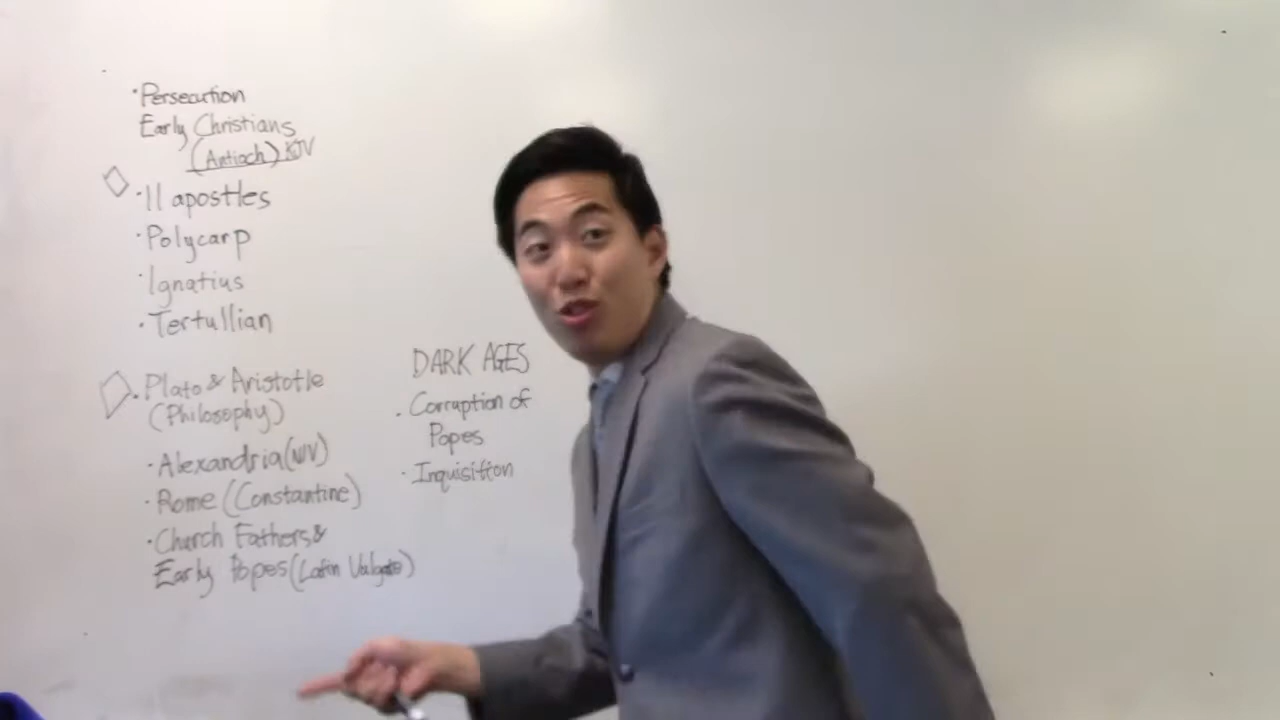 ·Persecution
Early Christians
(Antioch) KJV
·11 apostles
·Polycarp
·Ignatius
·Tertullian
·Plato & Aristotle
(Philosophy)
·Alexandria (NIV)
·Rome (Constantine)
·Church Fathers &
Early Popes (Latin Vulgate)
DARK AGES
·Corruption of
Popes
·Inquisition